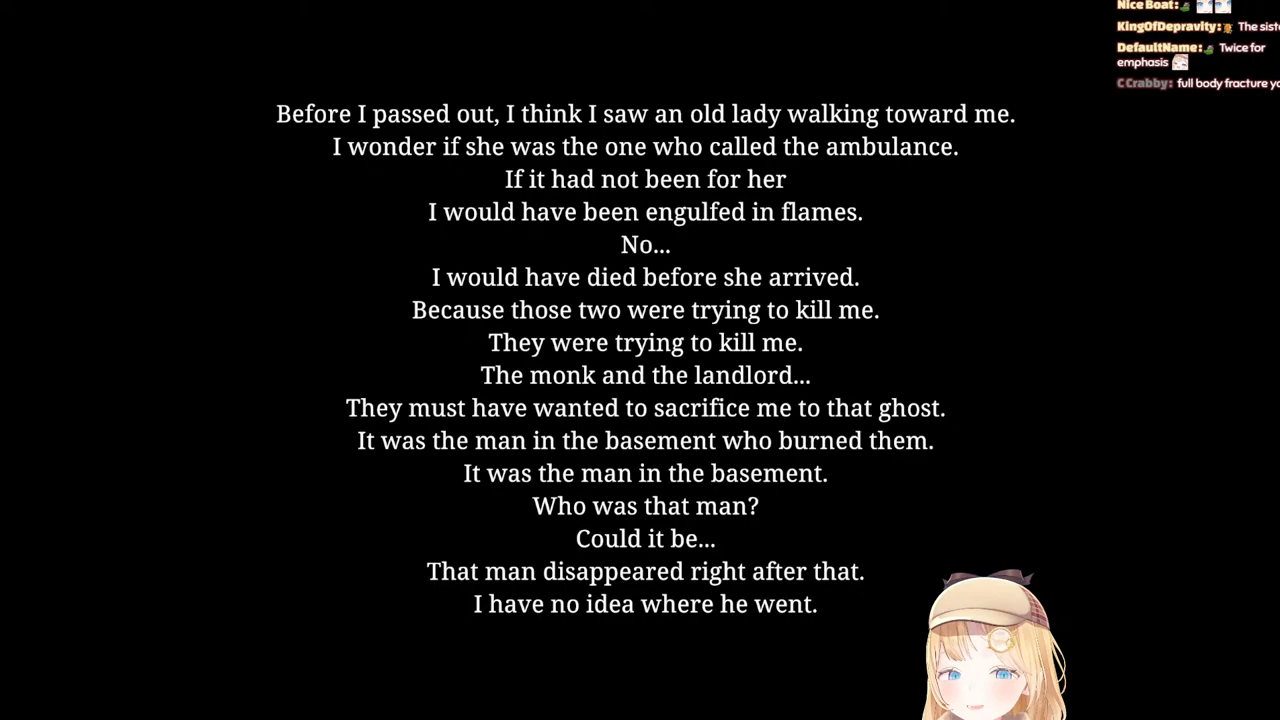 Nice Boat:
KingOfDepravity: The
DefaultName: Twice for
emphasis
C Crabby: full body fracture
Before I passed out, I think I saw an old lady walking toward me.
I wonder if she was the one who called the ambulance.
If it had not been for her
I would have been engulfed in flames.
No...
I would have died before she arrived.
Because those two were trying to kill me.
They were trying to kill me.
The monk and the landlord...
They must have wanted to sacrifice me to that ghost.
It was the man in the basement who burned them.
It was the man in the basement.
Who was that man?
Could it be...
That man disappeared right after that.
I have no idea where he went.